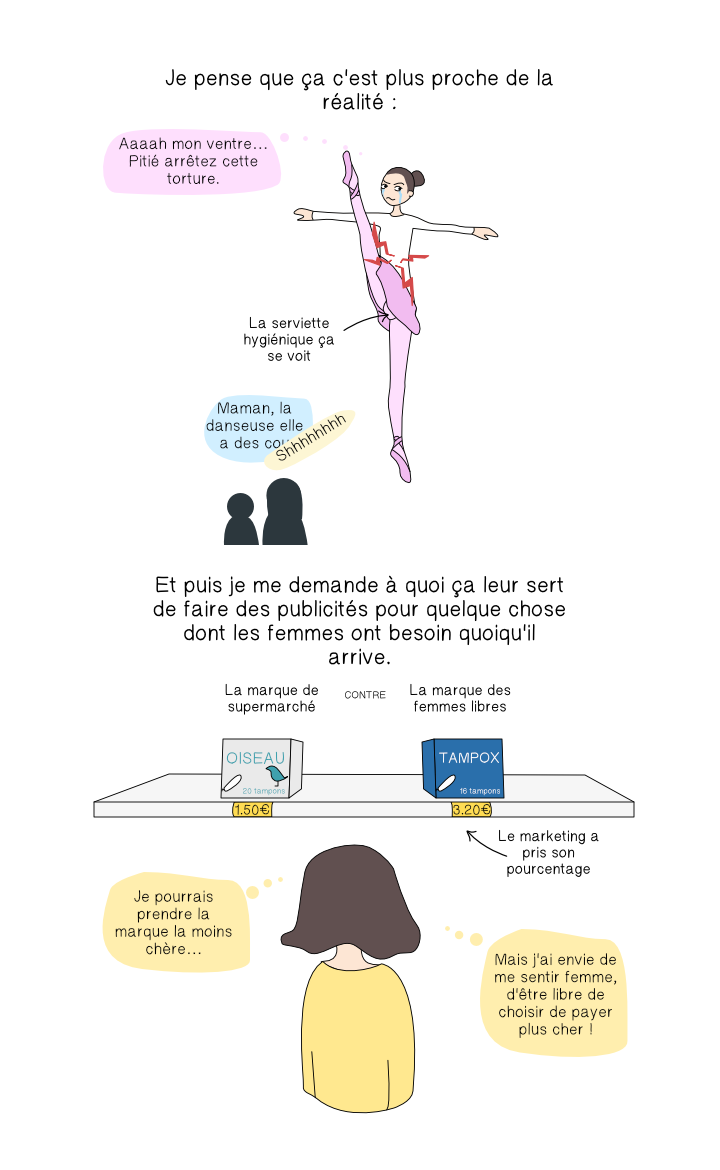 Je pense que ça c'est plus proche de la
réalité :
Aaaah mon ventre...
Pitié arrêtez cette
torture.
La serviette
hygiénique ça
se voit
Maman, la
danseuse elle
a des cou
Shhhhhhhh
Et puis je me demande à quoi ça leur sert
de faire des publicités pour quelque chose
dont les femmes ont besoin quoiqu'il
arrive.
La marque de
supermarché
CONTRE
La marque des
femmes libres
OISEAU
20 tampons
TAMPOX
16 tampons
1.50€
3.20€
Le marketing a
pris son
pourcentage
Je pourrais
prendre la
marque la moins
chère...
Mais j'ai envie de
me sentir femme,
d'être libre de
choisir de payer
plus cher !